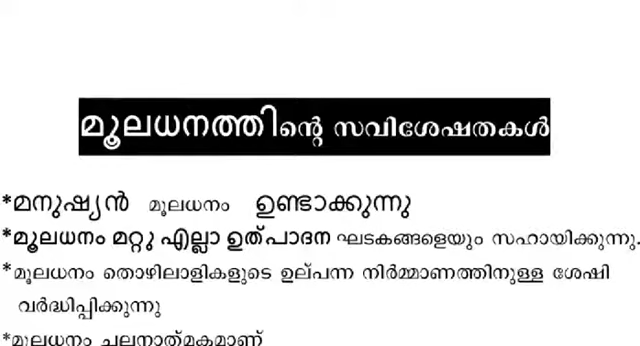 മൂലധനത്തിന്റെ സവിശേഷതകൾ
*മനുഷ്യൻ മൂലധനം ഉണ്ടാക്കുന്നു
*മൂലധനം മറ്റു എല്ലാ ഉത്പാദന ഘടകങ്ങളെയും സഹായിക്കുന്നു.
*മൂലധനം തൊഴിലാളികളുടെ ഉല്പന്ന നിർമ്മാണത്തിനുള്ള ശേഷി
വർദ്ധിപ്പിക്കുന്നു
*മൂലധനം ചലനാത്മകമാണ്